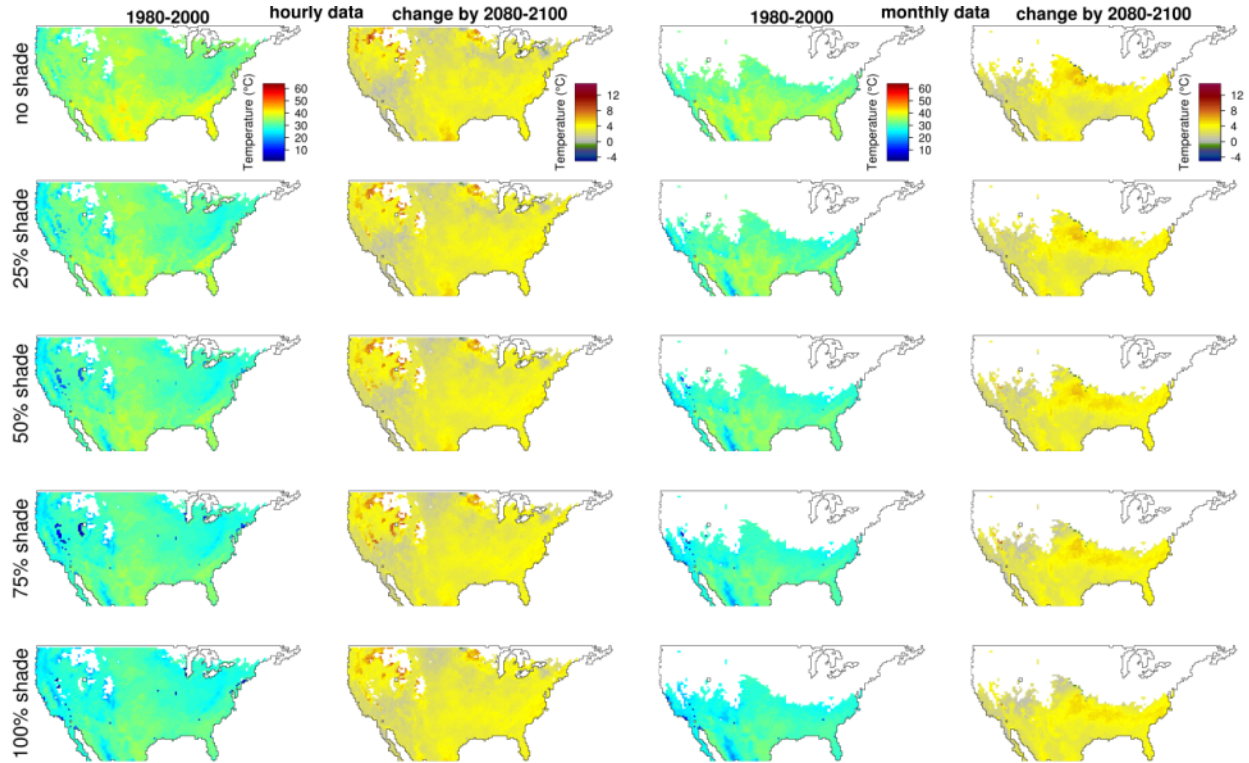 hourly data
monthly data
1980-2000
change by 2080-2100
1980-2000
change by 2080-2100
no shade
Temperature (°C)
60
50
40
30
20
10
Temperature (°C)
12
8
4
0
-4
Temperature (°C)
60
50
40
30
20
10
Temperature (°C)
12
8
4
0
-4
25% shade
50% shade
75% shade
100% shade